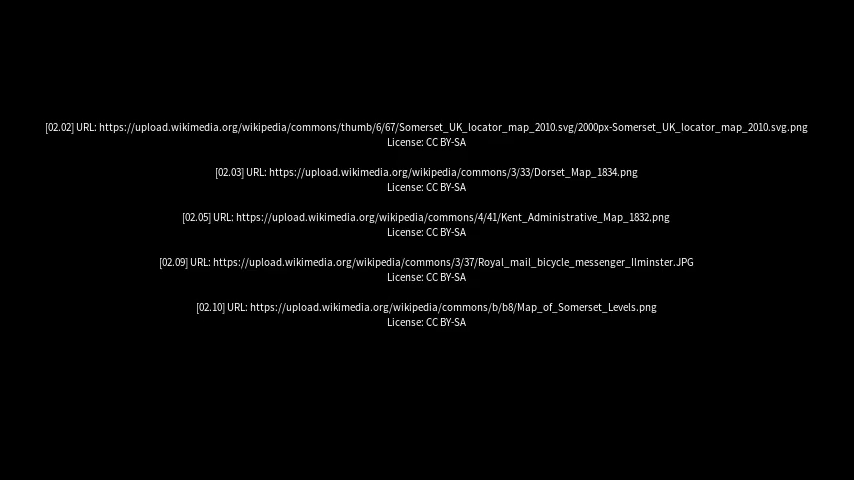 [02.02] URL: https://upload.wikimedia.org/wikipedia/commons/thumb/6/67/Somerset_UK_locator_map_2010.svg/2000px-Somerset_UK_locator_map_2010.svg.png
License: CC BY-SA
[02.03] URL: https://upload.wikimedia.org/wikipedia/commons/3/33/Dorset_Map_1834.png
License: CC BY-SA
[02.05] URL: https://upload.wikimedia.org/wikipedia/commons/4/41/Kent_Administrative_Map_1832.png
License: CC BY-SA
[02.09] URL: https://upload.wikimedia.org/wikipedia/commons/3/37/Royal_mail_bicycle_messenger_Ilminster.JPG
License: CC BY-SA
[02.10] URL: https://upload.wikimedia.org/wikipedia/commons/b/b8/Map_of_Somerset_Levels.png
License: CC BY-SA